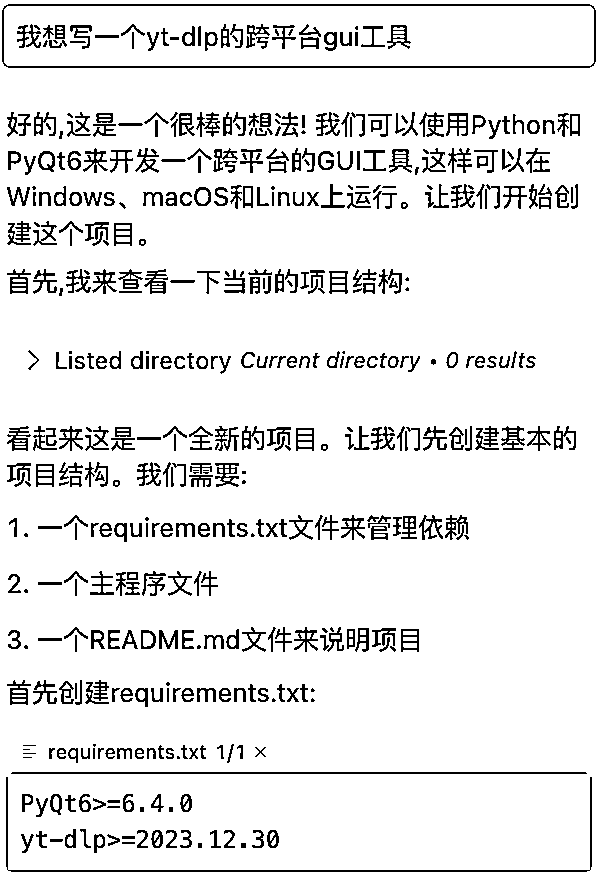 我想写一个yt-dlp的跨平台gui工具
好的,这是一个很棒的想法! 我们可以使用Python和
PyQt6来开发一个跨平台的GUI工具,这样可以在
Windows、macOS和Linux上运行。让我们开始创
建这个项目。
首先,我来查看一下当前的项目结构:
Listed directory Current directory • 0 results
看起来这是一个全新的项目。让我们先创建基本的
项目结构。我们需要:
1. 一个requirements.txt文件来管理依赖
2. 一个主程序文件
3. 一个README.md文件来说明项目
首先创建requirements.txt:
requirements.txt 1/1 ×
PyQt6>=6.4.0
yt-dlp>=2023.12.30